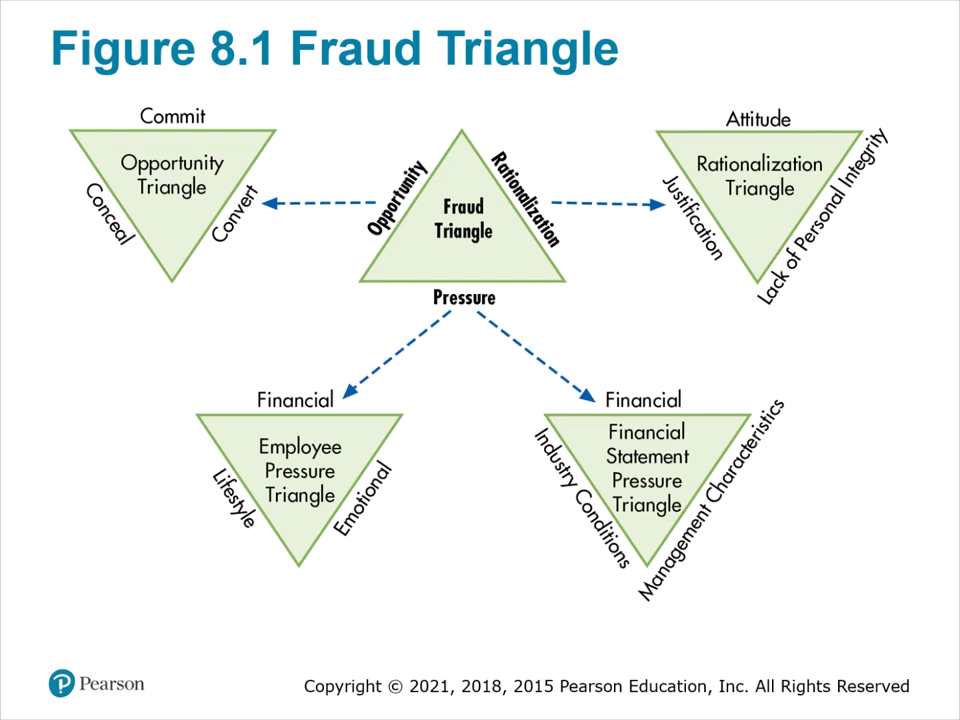 Figure 8.1 Fraud Triangle
Commit
Opportunity
Triangle
Conceal
Convert
Opportunity
Rationalization
Fraud
Triangle
Pressure
Attitude
Rationalization
Triangle
Justification
Lack of Personal Integrity
Financial
Employee
Pressure
Triangle
Lifestyle
Emotional
Financial
Financial
Statement
Pressure
Triangle
Industry Conditions
Management Characteristics
P Pearson
Copyright © 2021, 2018, 2015 Pearson Education, Inc. All Rights Reserved